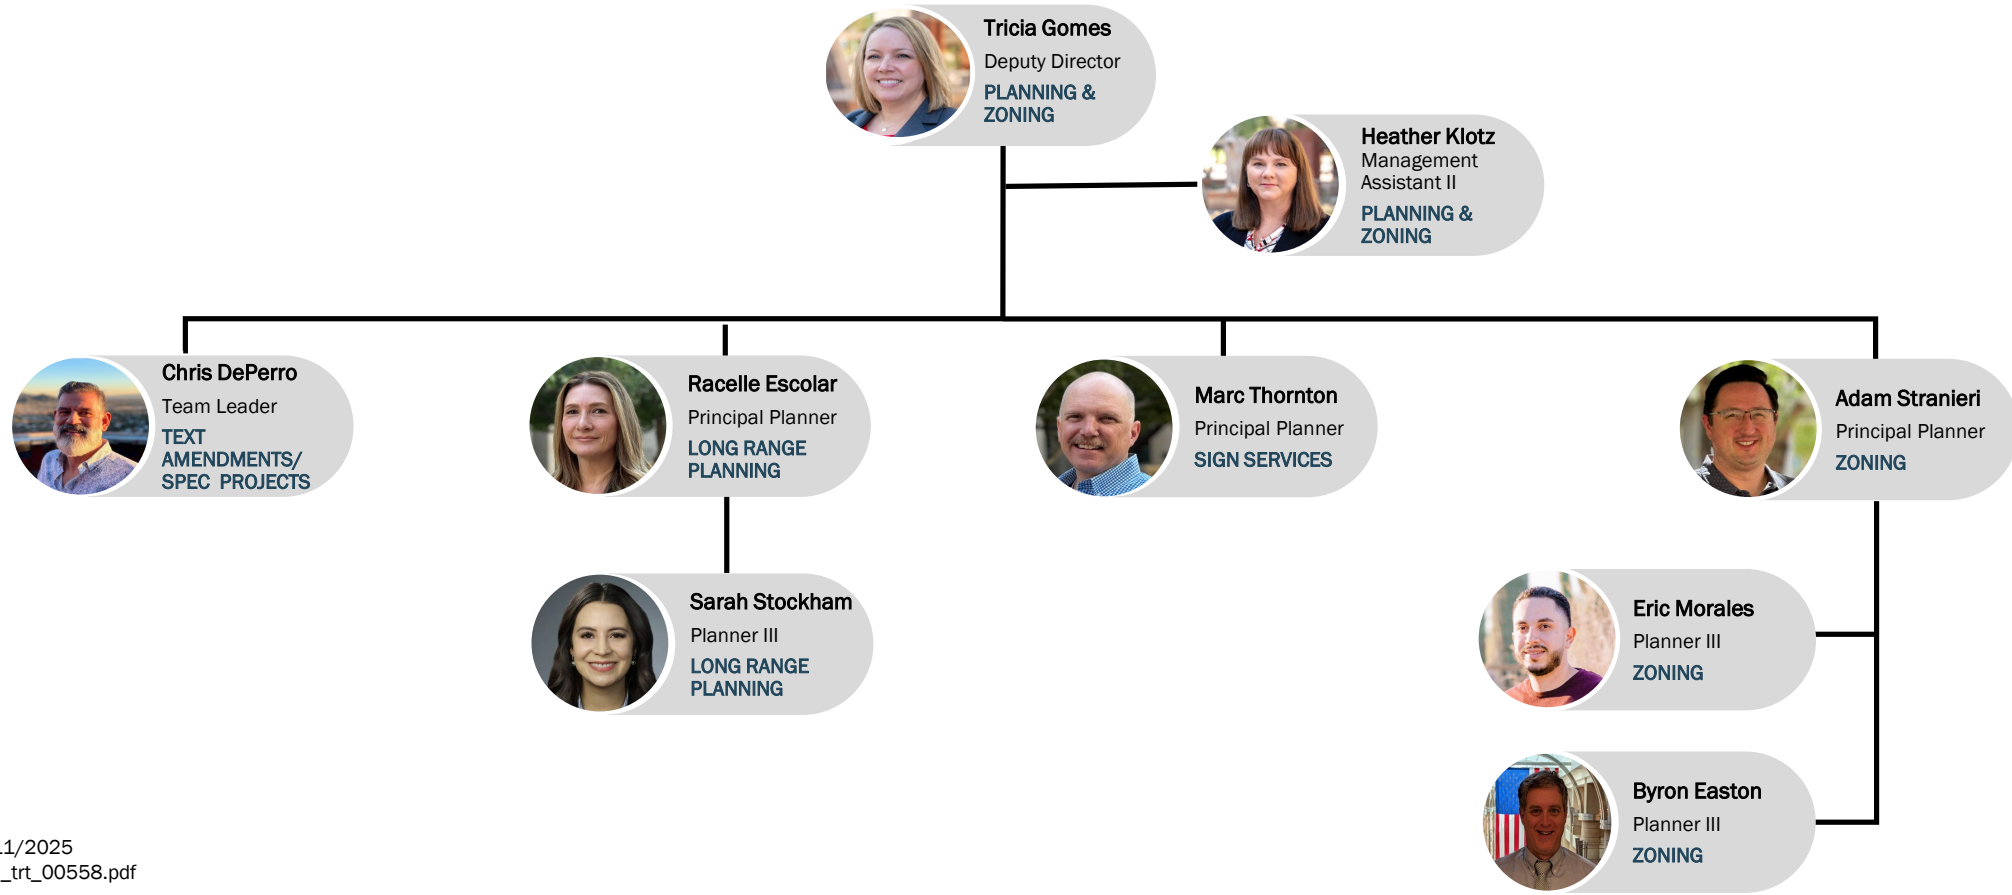 Tricia Gomes
Deputy Director
PLANNING &
ZONING
Heather Klotz
Management
Assistant II
PLANNING &
ZONING
Chris DePerro
Team Leader
TEXT
AMENDMENTS/
SPEC PROJECTS
Racelle Escolar
Principal Planner
LONG RANGE
PLANNING
Marc Thornton
Principal Planner
SIGN SERVICES
Adam Stranieri
Principal Planner
ZONING
Sarah Stockham
Planner III
LONG RANGE
PLANNING
Eric Morales
Planner III
ZONING
Byron Easton
Planner III
ZONING
11/2025
_trt_00558.pdf